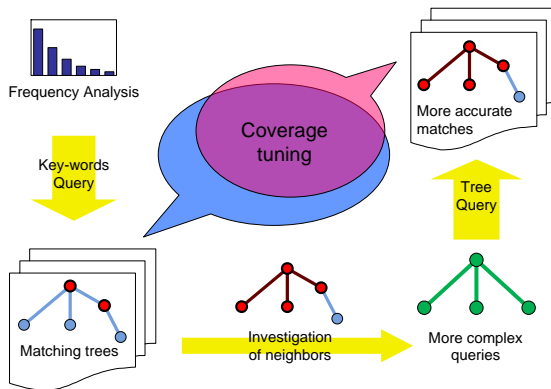 Frequency Analysis
Key-words
Query
Coverage
tuning
More accurate
matches
Tree
Query
Matching trees
Investigation
of neighbors
More complex
queries